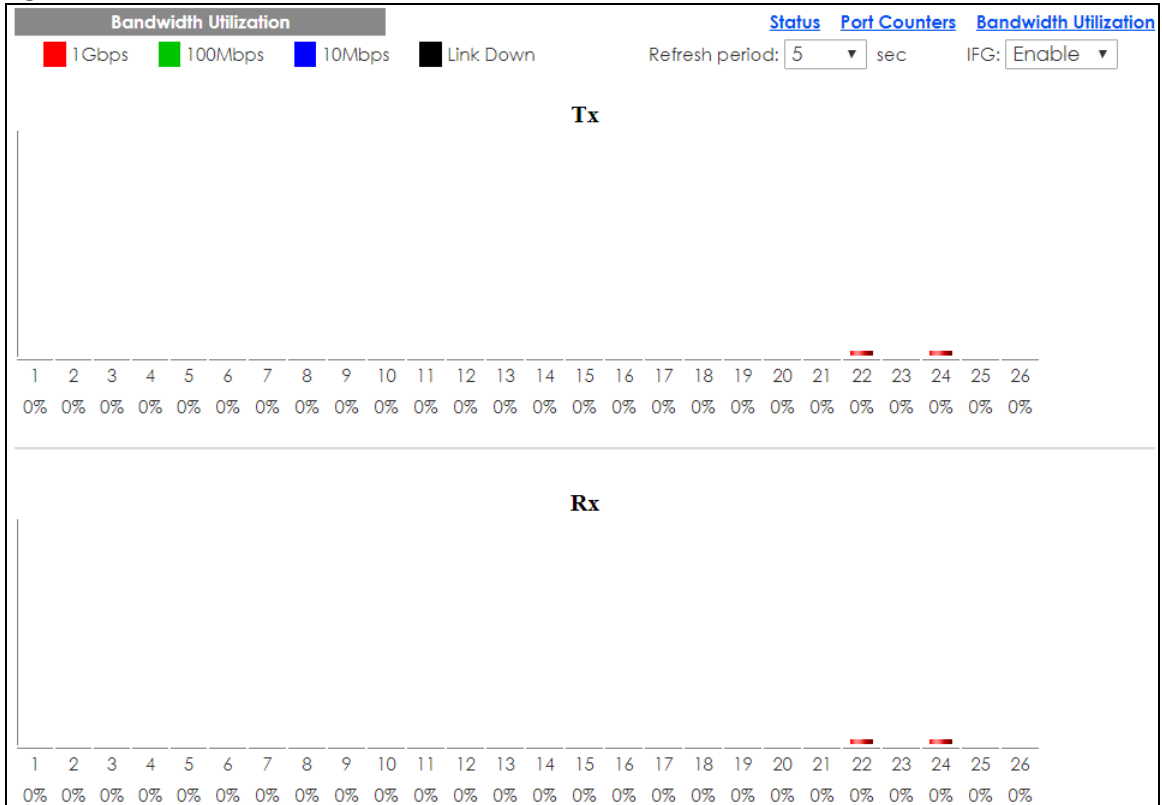 Bandwidth Utilization Status Port Counters Bandwidth Utilization
1Gbps 100Mbps 10Mbps Link Down Refresh period: 5 sec IFG: Enable
Tx
1 2 3 4 5 6 7 8 9 10 11 12 13 14 15 16 17 18 19 20 21 22 23 24 25 26
0% 0% 0% 0% 0% 0% 0% 0% 0% 0% 0% 0% 0% 0% 0% 0% 0% 0% 0% 0% 0% 0% 0% 0% 0% 0%
Rx
1 2 3 4 5 6 7 8 9 10 11 12 13 14 15 16 17 18 19 20 21 22 23 24 25 26
0% 0% 0% 0% 0% 0% 0% 0% 0% 0% 0% 0% 0% 0% 0% 0% 0% 0% 0% 0% 0% 0% 0% 0% 0% 0%